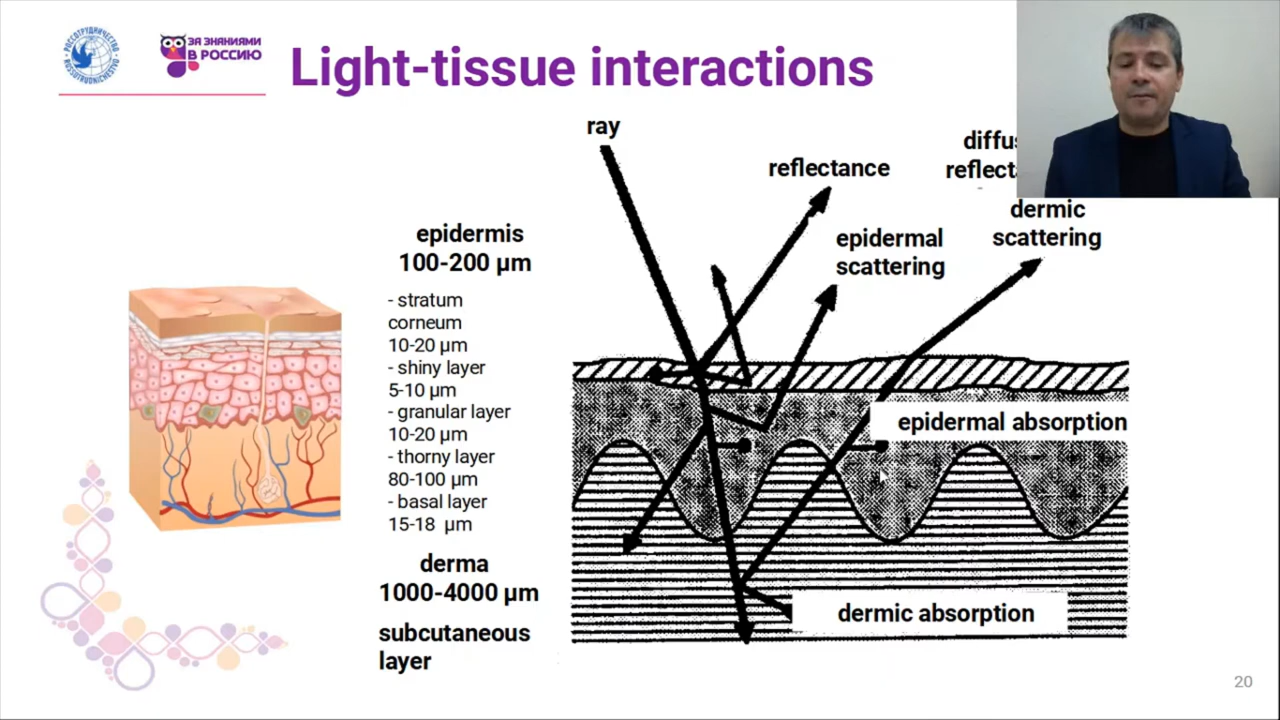 РОССОТРУДНИЧЕСТВО
ROSSOTRUDNICHESTVO
ЗА ЗНАНИЯМИ
В РОССИЮ
Light-tissue interactions
ray
reflectance
dermic
scattering
epidermal
scattering
epidermis
100-200 µm
- stratum
corneum
10-20 µm
- shiny layer
5-10 µm
- granular layer
10-20 µm
- thorny layer
80-100 µm
- basal layer
15-18 µm
derma
1000-4000 µm
subcutaneous
layer
epidermal absorption
dermic absorption
20